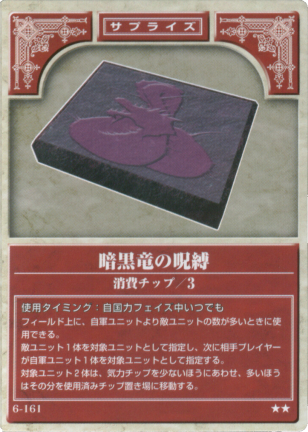 サプライズ
暗黒竜の呪縛
消費チップ/3
使用タイミング：自国力フェイス中いつても
フィールド上に、自軍ユニットより敵ユニットの数が多いときに使
用できる。
敵ユニット1体を対象ユニットとして指定し、次に相手プレイヤー
が自軍ユニット1体を対象ユニットとして指定する。
対象ユニット2体は、気力チップを少ないほうにあわせ、多いほう
はその分を使用済みチップ置き場に移動する。
6-161
★★